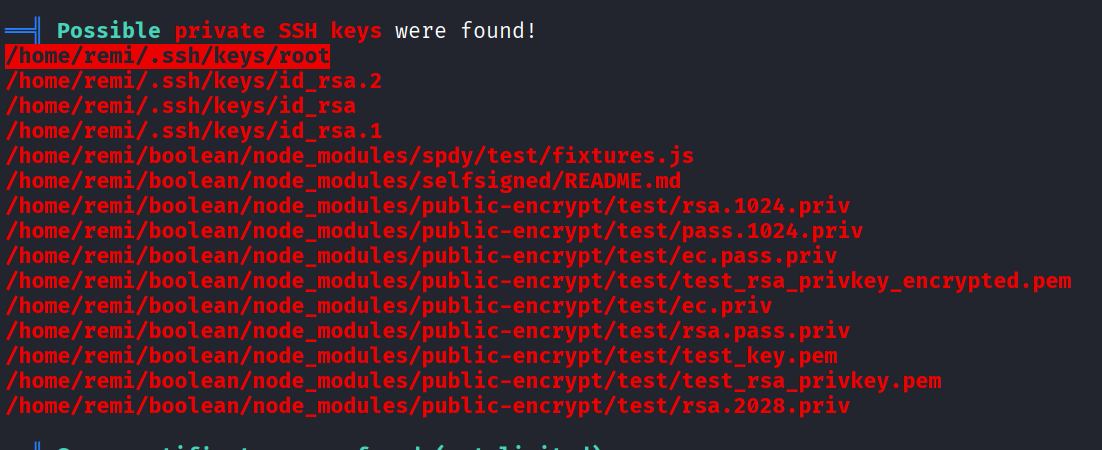 ══╣ Possible private SSH keys were found!
/home/remi/.ssh/keys/root
/home/remi/.ssh/keys/id_rsa.2
/home/remi/.ssh/keys/id_rsa
/home/remi/.ssh/keys/id_rsa.1
/home/remi/boolean/node_modules/spdy/test/fixtures.js
/home/remi/boolean/node_modules/selfsigned/README.md
/home/remi/boolean/node_modules/public-encrypt/test/rsa.1024.priv
/home/remi/boolean/node_modules/public-encrypt/test/pass.1024.priv
/home/remi/boolean/node_modules/public-encrypt/test/ec.pass.priv
/home/remi/boolean/node_modules/public-encrypt/test/test_rsa_privkey_encrypted.pem
/home/remi/boolean/node_modules/public-encrypt/test/ec.priv
/home/remi/boolean/node_modules/public-encrypt/test/rsa.pass.priv
/home/remi/boolean/node_modules/public-encrypt/test/test_key.pem
/home/remi/boolean/node_modules/public-encrypt/test/test_rsa_privkey.pem
/home/remi/boolean/node_modules/public-encrypt/test/rsa.2028.priv